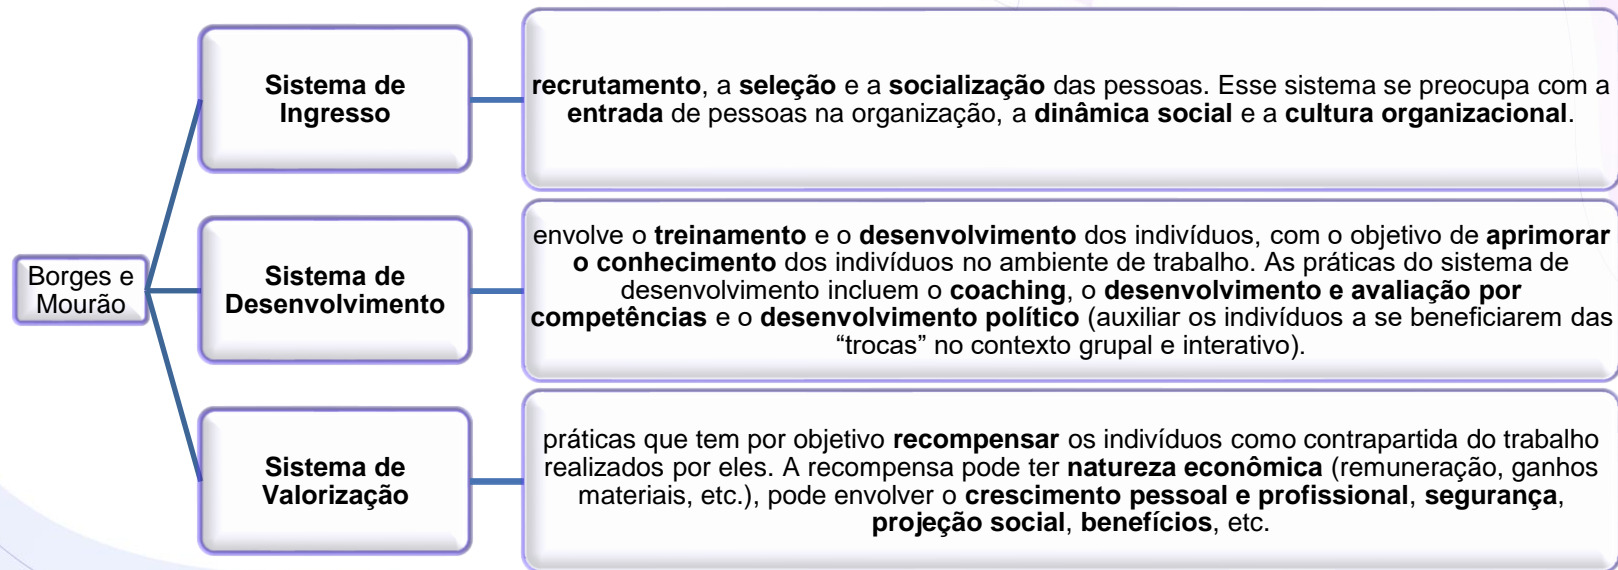 Borges e
Mourão
Sistema de
Ingresso
recrutamento, a seleção e a socialização das pessoas. Esse sistema se preocupa com a
entrada de pessoas na organização, a dinâmica social e a cultura organizacional.
Sistema de
Desenvolvimento
envolve o treinamento e o desenvolvimento dos indivíduos, com o objetivo de aprimorar
o conhecimento dos indivíduos no ambiente de trabalho. As práticas do sistema de
desenvolvimento incluem o coaching, o desenvolvimento e avaliação por
competências e o desenvolvimento político (auxiliar os indivíduos a se beneficiarem das
“trocas” no contexto grupal e interativo).
Sistema de
Valorização
práticas que tem por objetivo recompensar os indivíduos como contrapartida do trabalho
realizados por eles. A recompensa pode ter natureza econômica (remuneração, ganhos
materiais, etc.), pode envolver o crescimento pessoal e profissional, segurança,
projeção social, benefícios, etc.